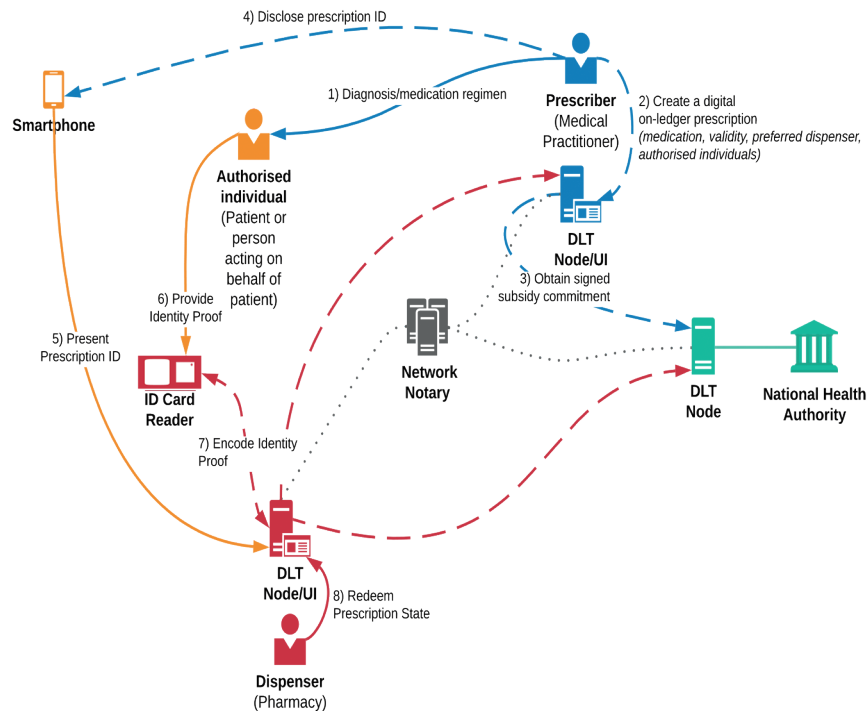 4) Disclose prescription ID
Smartphone
1) Diagnosis/medication regimen
Prescriber
(Medical
Practitioner)
2) Create a digital
on-ledger prescription
(medication, validity, preferred dispenser,
authorised individuals)
Authorised
individual
(Patient or
person
acting on
behalf of
patient)
DLT
Node/UI
3) Obtain signed
subsidy commitment
6) Provide
Identity Proof
5) Present
Prescription ID
ID Card
Reader
Network
Notary
DLT
Node
National Health
Authority
7) Encode Identity
Proof
DLT
Node/UI
8) Redeem
Prescription State
Dispenser
(Pharmacy)